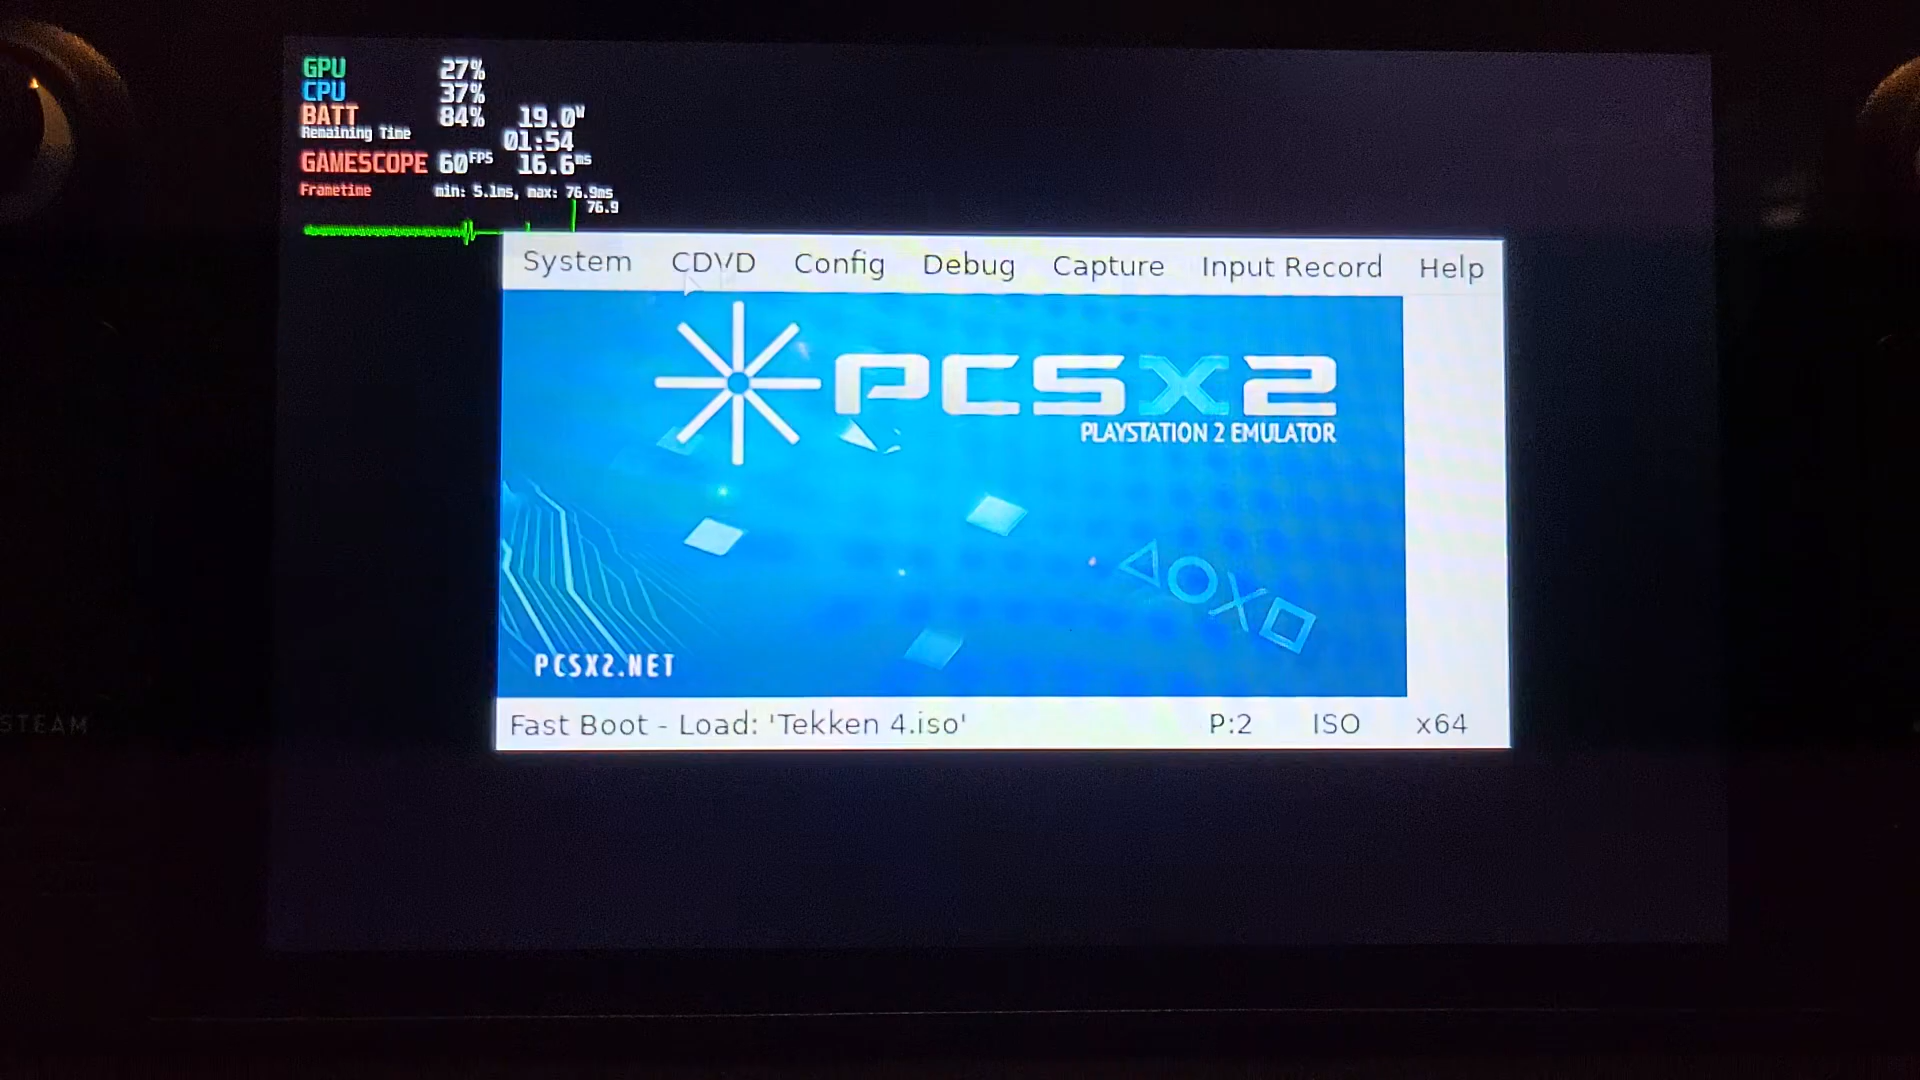 GPU 27%
CPU 37%
BATT 84% 19.0W
Remaining Time 01:54
GAMESCOPE 60FPS 16.6ms
Frametime min: 5.1ms, max: 76.9ms
76.9
System CDVD Config Debug Capture Input Record Help
PCSX2
PLAYSTATION 2 EMULATOR
PCSX2.NET
Fast Boot - Load: 'Tekken 4.iso' P:2 ISO x64
STEAM